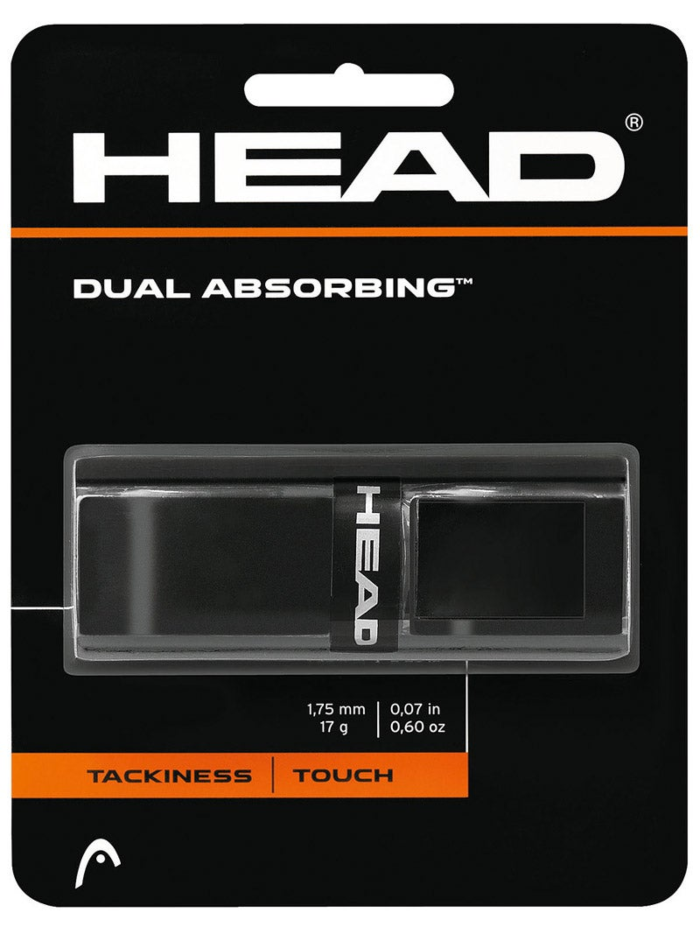 HEAD®
DUAL ABSORBING™
HEAD
1,75 mm | 0,07 in
17 g | 0,60 oz
TACKINESS | TOUCH